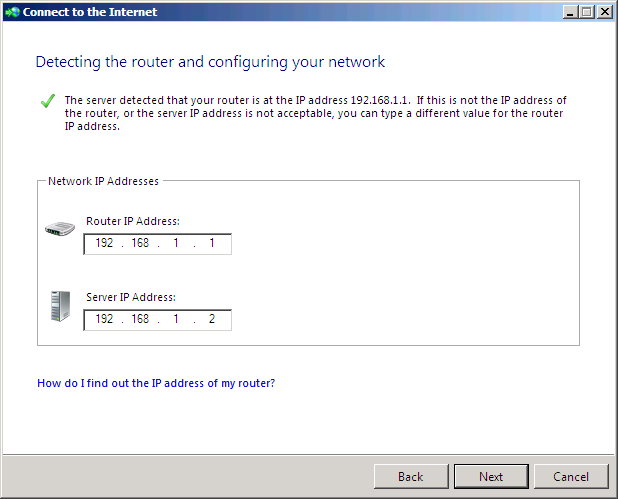 Connect to the Internet
Detecting the router and configuring your network
The server detected that your router is at the IP address 192.168.1.1. If this is not the IP address of
the router, or the server IP address is not acceptable, you can type a different value for the router
IP address.
Network IP Addresses
Router IP Address:
192 . 168 . 1 . 1
Server IP Address:
192 . 168 . 1 . 2
How do I find out the IP address of my router?
Back Next Cancel